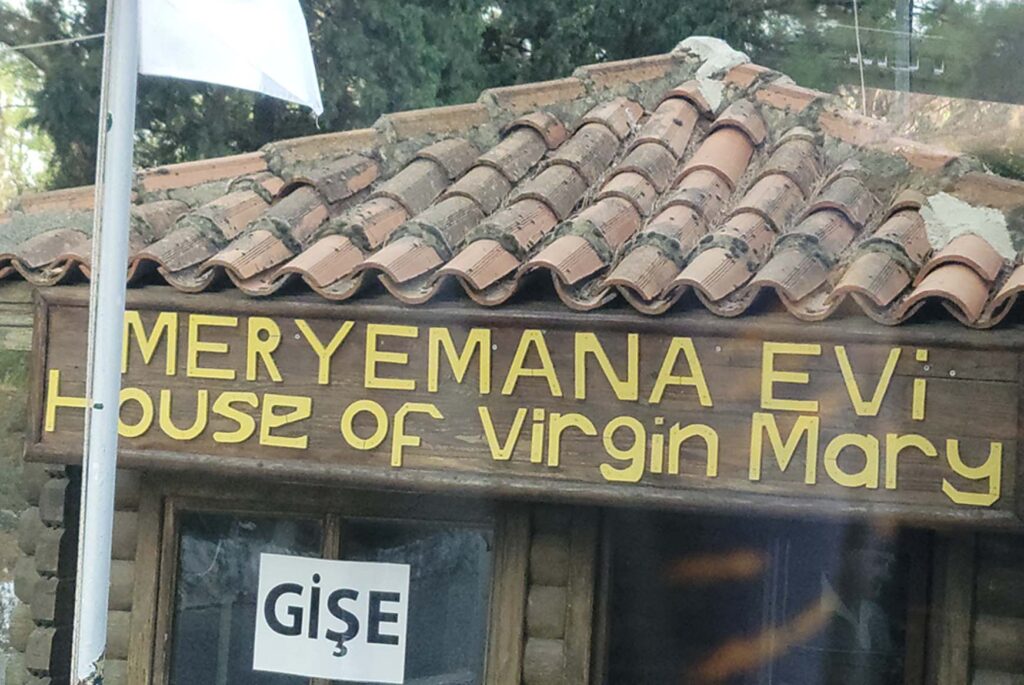 MERYEMANA EVi
House of Virgin Mary
GİŞE